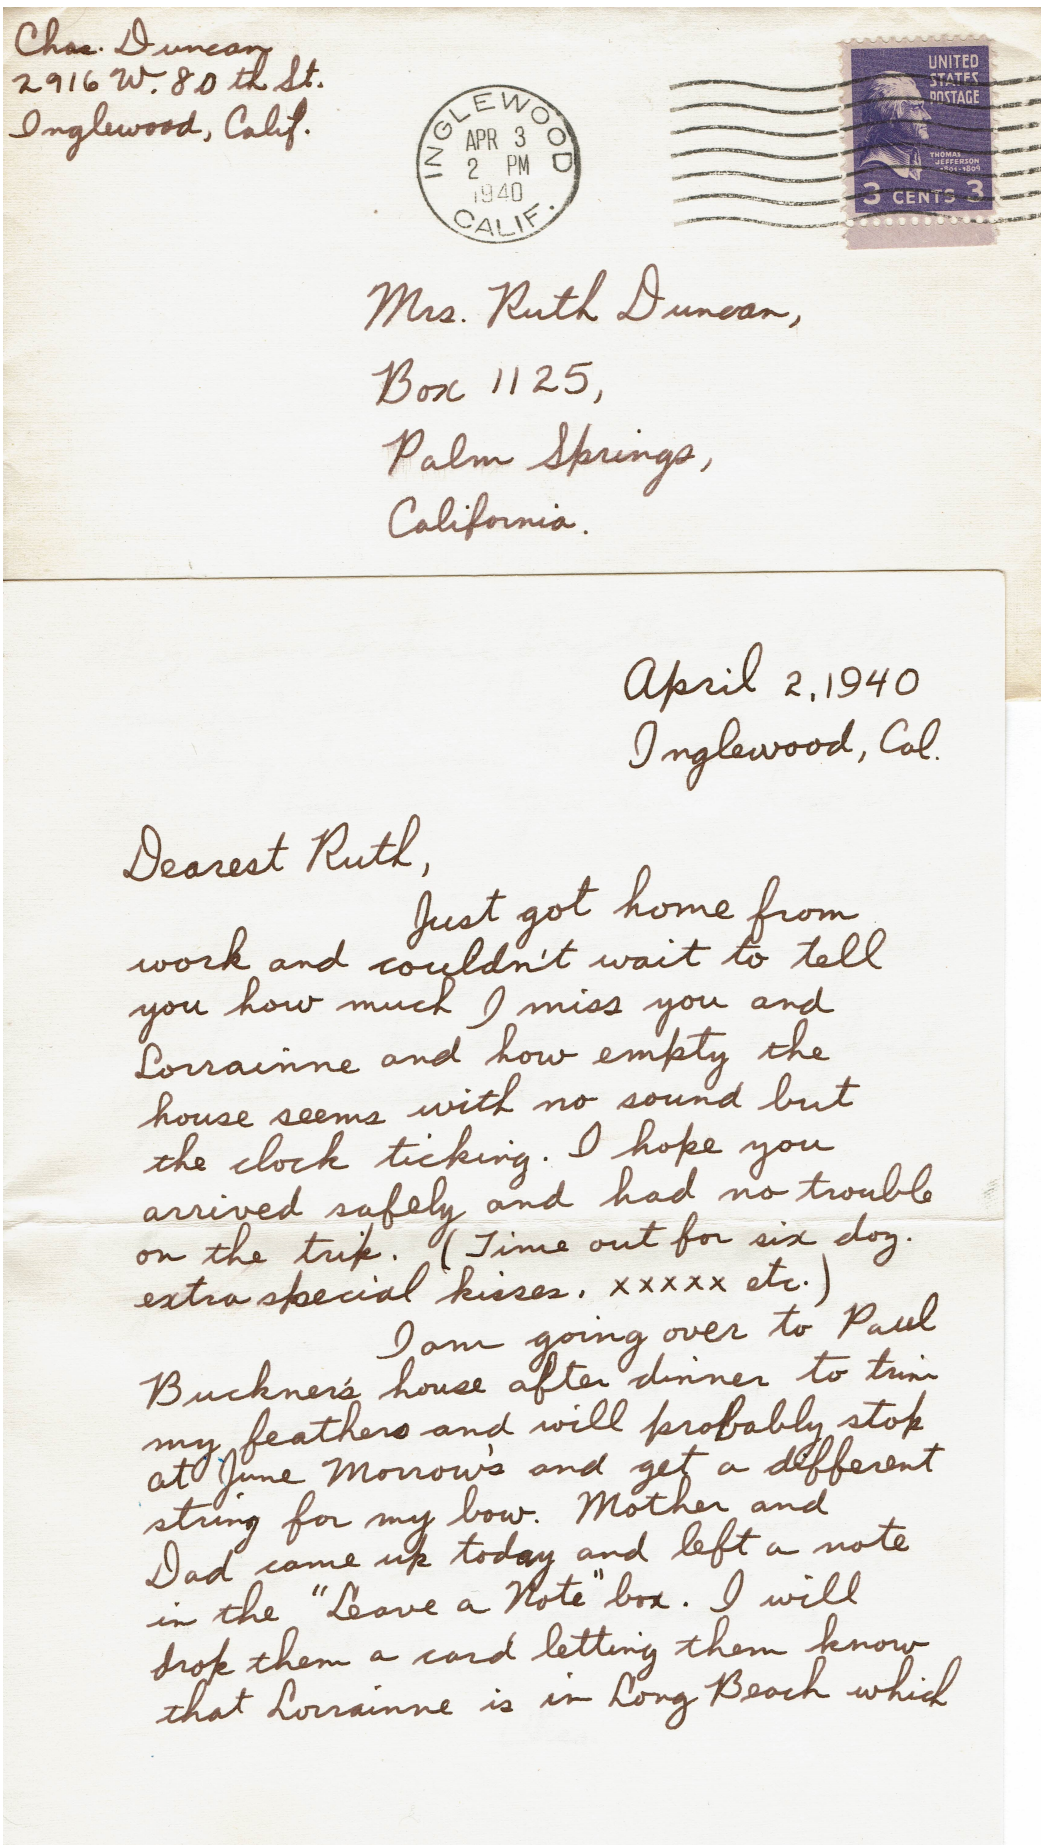 Chas. Duncan
2916 W. 80th St.
Inglewood, Calif.
INGLEWOOD
APR 3
2 PM
1940
CALIF.
UNITED
STATES
POSTAGE
THOMAS
JEFFERSON
1801-1809
3 CENTS 3
Mrs. Ruth Duncan,
Box 1125,
Palm Springs,
California.
April 2, 1940
Inglewood, Cal.
Dearest Ruth,
Just got home from
work and couldn't wait to tell
you how much I miss you and
Lorrainne and how empty the
house seems with no sound but
the clock ticking. I hope you
arrived safely and had no trouble
on the trip. (Time out for six doz.
extra special kisses. xxxxx etc.)
I am going over to Paul
Buckner's house after dinner to trim
my feathers and will probably stop
at June Morrow's and get a different
string for my bow. Mother and
Dad came up today and left a note
in the "Leave a Note" box. I will
drop them a card letting them know
that Lorrainne is in Long Beach which